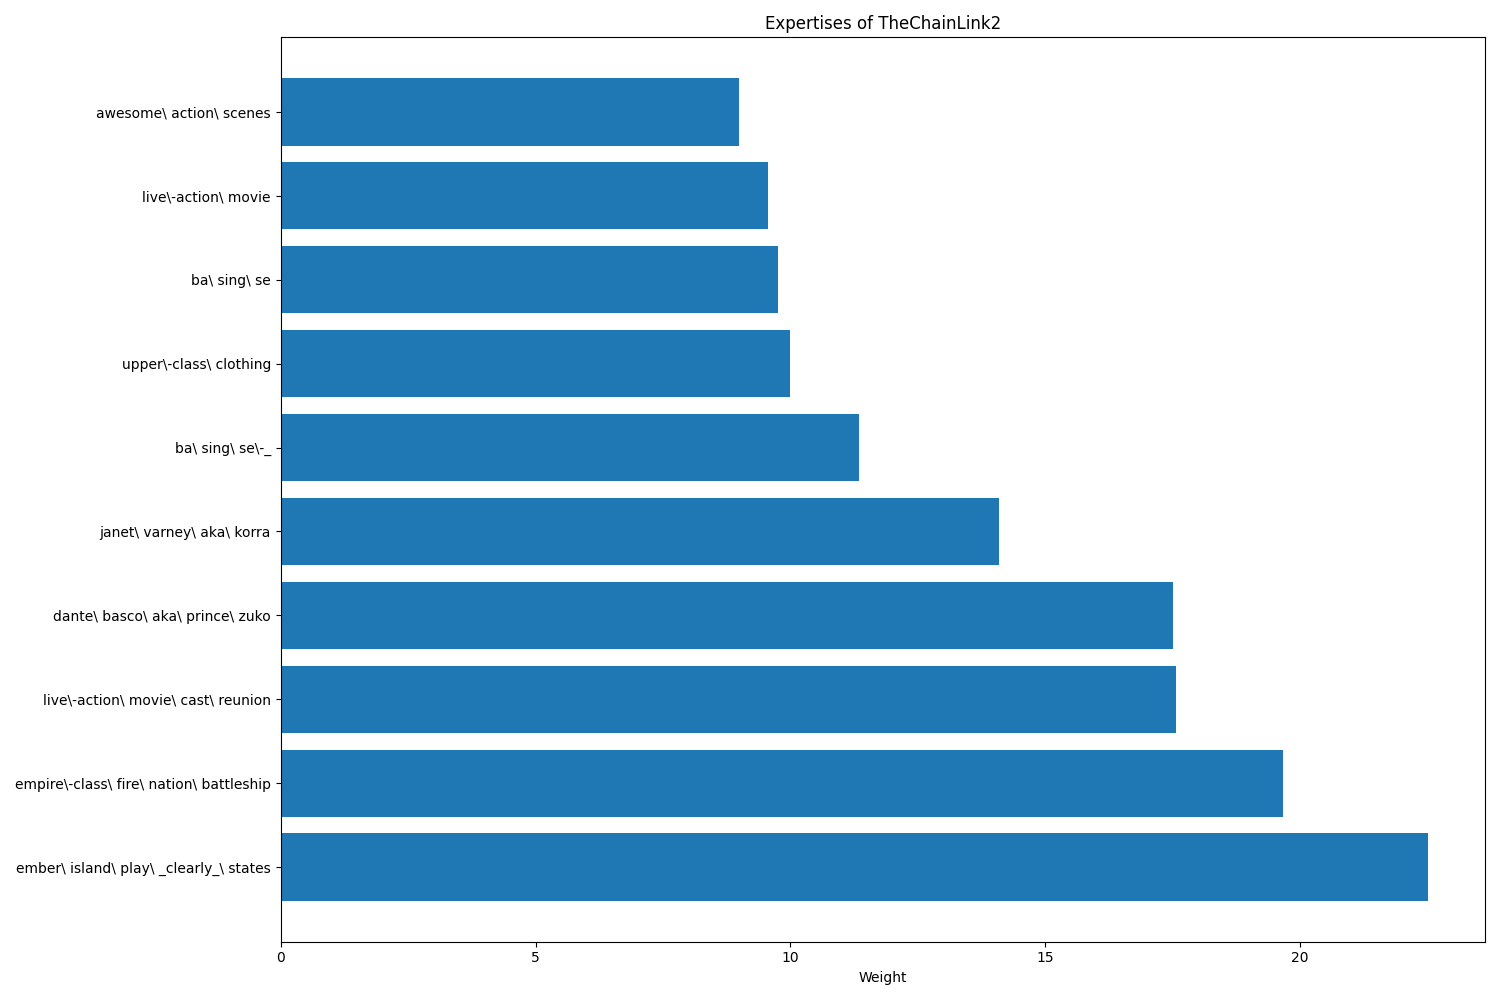 Expertises of TheChainLink2
awesome\ action\ scenes
live\-action\ movie
ba\ sing\ se
upper\-class\ clothing
ba\ sing\ se\-_
janet\ varney\ aka\ korra
dante\ basco\ aka\ prince\ zuko
live\-action\ movie\ cast\ reunion
empire\-class\ fire\ nation\ battleship
ember\ island\ play\ _clearly_\ states
0 5 10 15 20
Weight